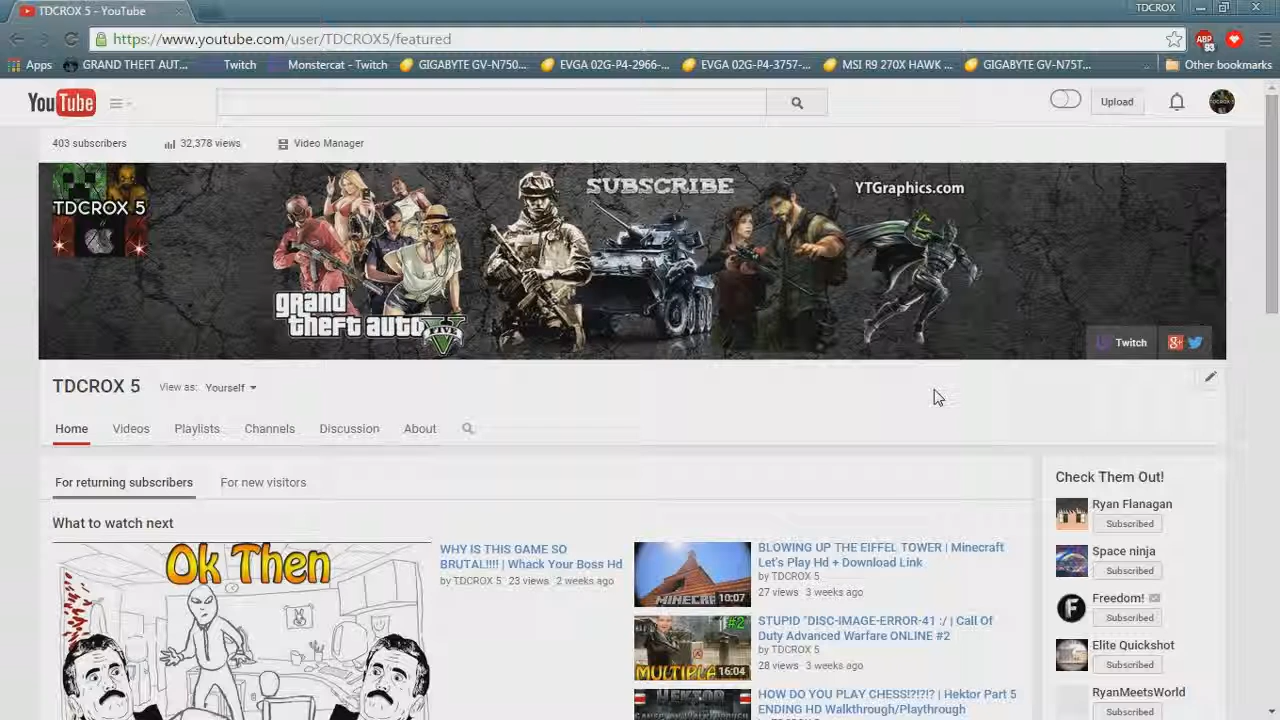 TDCROX 5 - YouTube
TDCROX
https://www.youtube.com/user/TDCROX5/featured
ABP
93
Apps
GRAND THEFT AUT...
Twitch
Monstercat - Twitch
GIGABYTE GV-N750...
EVGA 02G-P4-2966-...
EVGA 02G-P4-3757-...
MSI R9 270X HAWK ...
GIGABYTE GV-N75T...
Other bookmarks
YouTube
Upload
403 subscribers
32,378 views
Video Manager
TDCROX 5
SUBSCRIBE
YTGraphics.com
grand
theft auto
FIVE
Twitch
g+
TDCROX 5
View as: Yourself
Home
Videos
Playlists
Channels
Discussion
About
For returning subscribers
For new visitors
What to watch next
Ok Then
WHY IS THIS GAME SO
BRUTAL!!!! | Whack Your Boss Hd
by TDCROX 5 23 views 2 weeks ago
MINECR
10:07
BLOWING UP THE EIFFEL TOWER | Minecraft
Let's Play Hd + Download Link
by TDCROX 5
27 views 3 weeks ago
#2
MULTIPLA
16:04
STUPID "DISC-IMAGE-ERROR-41 :/ | Call Of
Duty Advanced Warfare ONLINE #2
by TDCROX 5
28 views 3 weeks ago
HEKTOR
HOW DO YOU PLAY CHESS!?!?!? | Hektor Part 5
ENDING HD Walkthrough/Playthrough
Check Them Out!
Ryan Flanagan
Subscribed
Space ninja
Subscribed
Freedom!
Subscribed
Elite Quickshot
Subscribed
RyanMeetsWorld
Subscribed